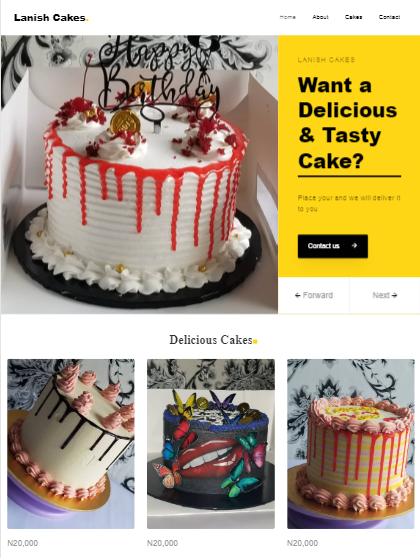 Lanish Cakes.
Home About Cakes Contact
Happy
Birthday
LANISH CAKES
Want a
Delicious
& Tasty
Cake?
Place your and we will deliver it
to you
Contact us →
← Forward
Next →
Delicious Cakes
N20,000
N20,000
N20,000